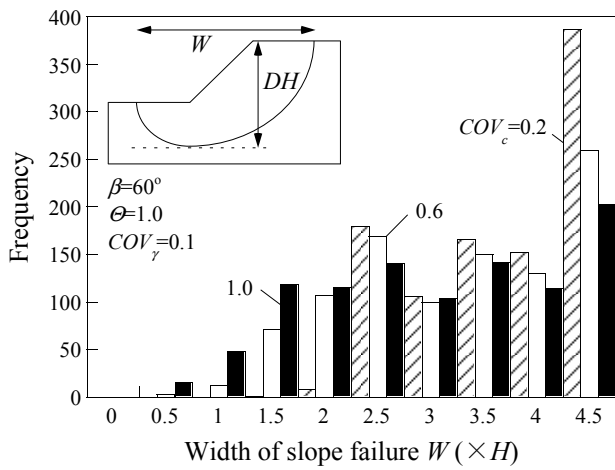 400
350
300
250
200
150
100
50
0
Frequency
W
DH
β=60°
Θ=1.0
COVγ=0.1
COVc=0.2
0.6
1.0
0 0.5 1 1.5 2 2.5 3 3.5 4 4.5
Width of slope failure W (×H)